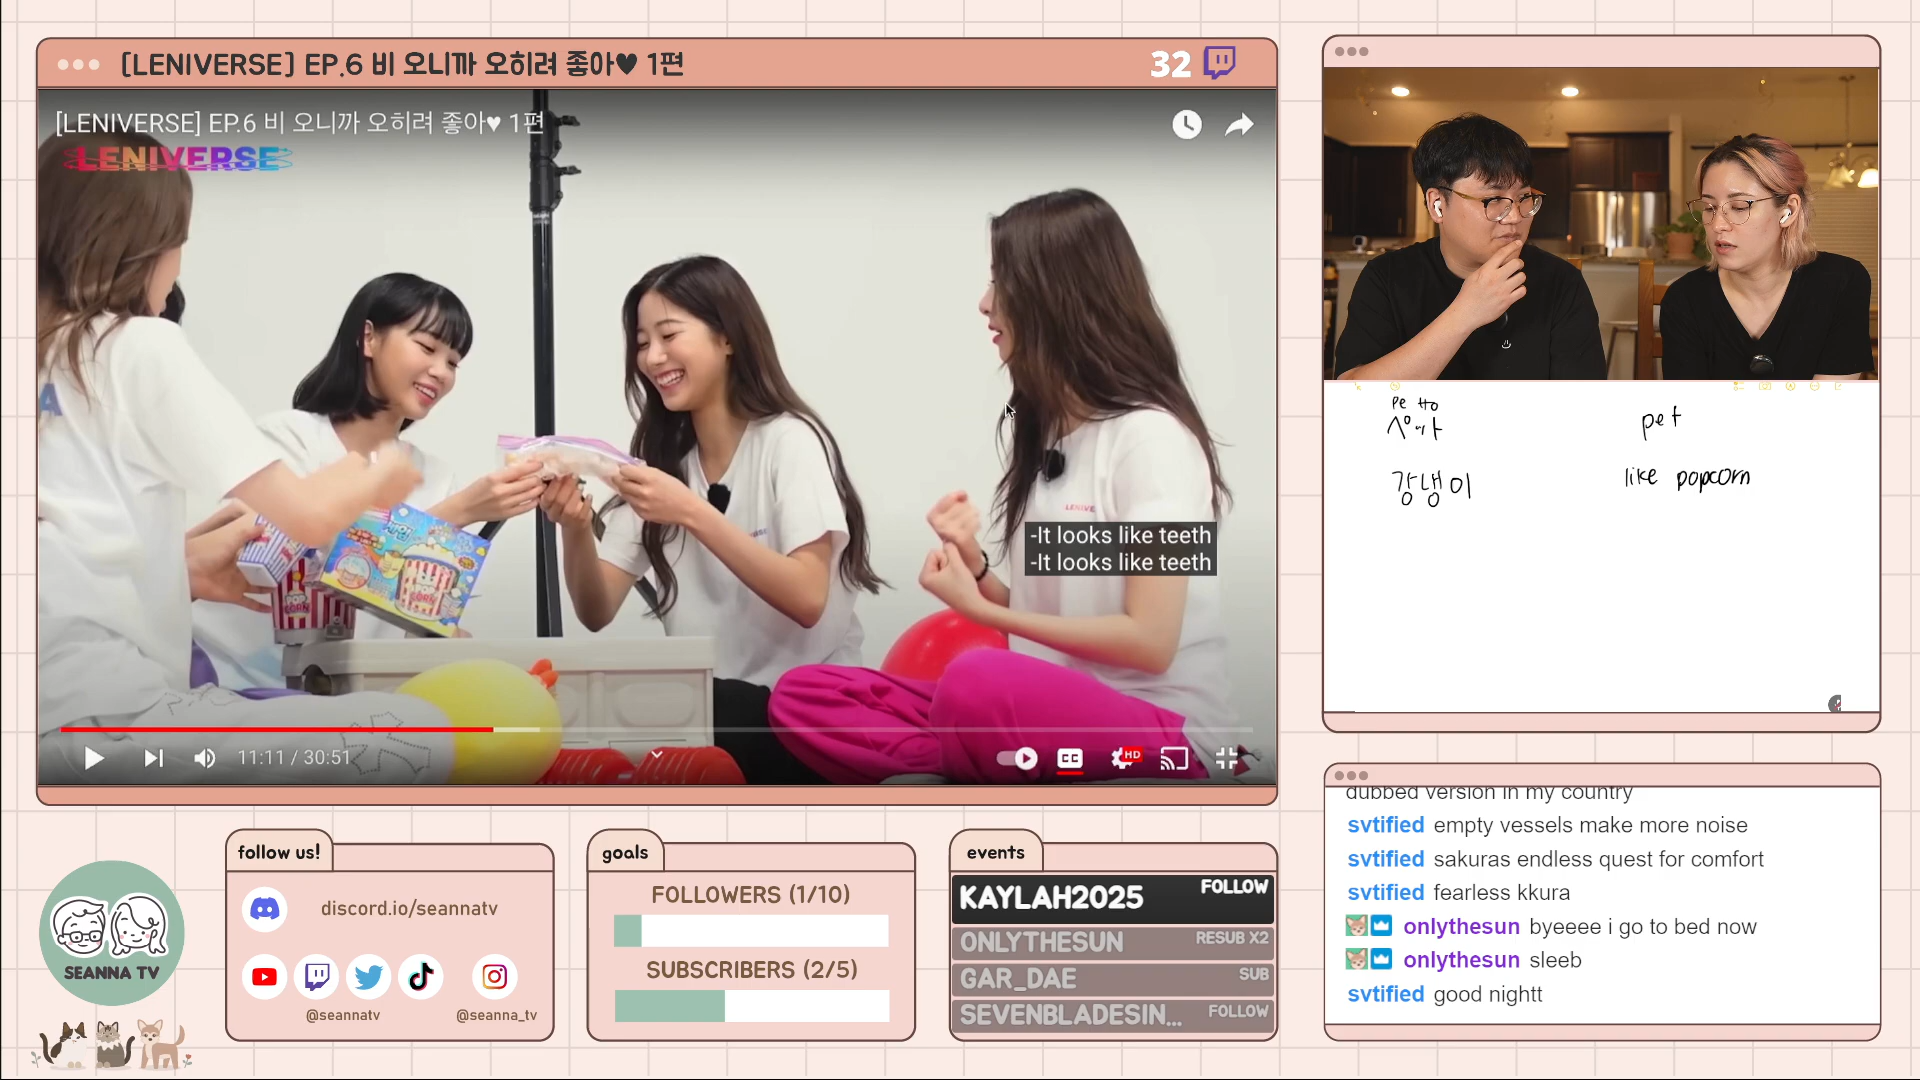 [LENIVERSE] EP.6 비 오니까 오히려 좋아♥ 1편
32
[LENIVERSE] EP.6 비 오니까 오히려 좋아♥ 1편
LENIVERSE
POP CORN
-It looks like teeth
-It looks like teeth
11:11 / 30:51
CC
HD
Pe tto
펫
pet
강냉이
like popcorn
dubbed version in my country
svtified empty vessels make more noise
svtified sakuras endless quest for comfort
svtified fearless kkura
onlythesun byeeee i go to bed now
onlythesun sleeb
svtified good nightt
SEANNA TV
follow us!
discord.io/seannatv
@seannatv
@seanna_tv
goals
FOLLOWERS (1/10)
SUBSCRIBERS (2/5)
events
KAYLAH2025 FOLLOW
ONLYTHESUN RESUB X2
GAR_DAE SUB
SEVENBLADESIN... FOLLOW